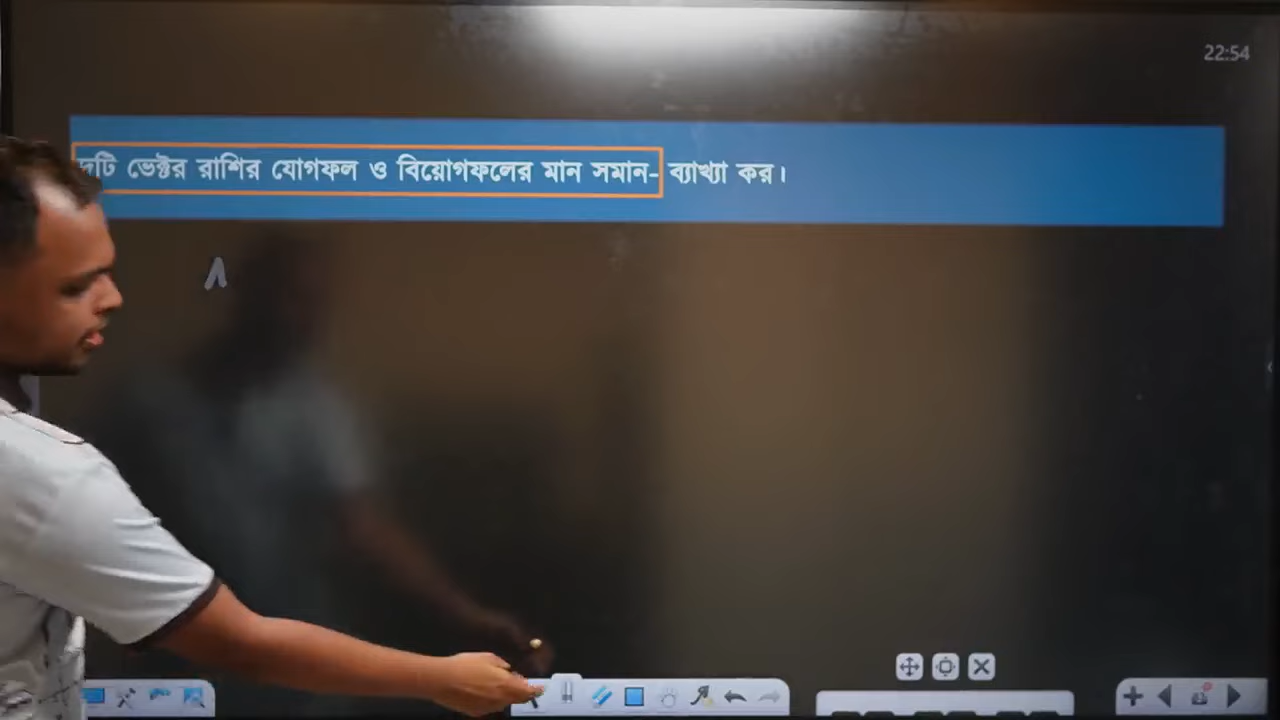 22:54
দুটি ভেক্টর রাশির যোগফল ও বিয়োগফলের মান সমান- ব্যাখ্যা কর।